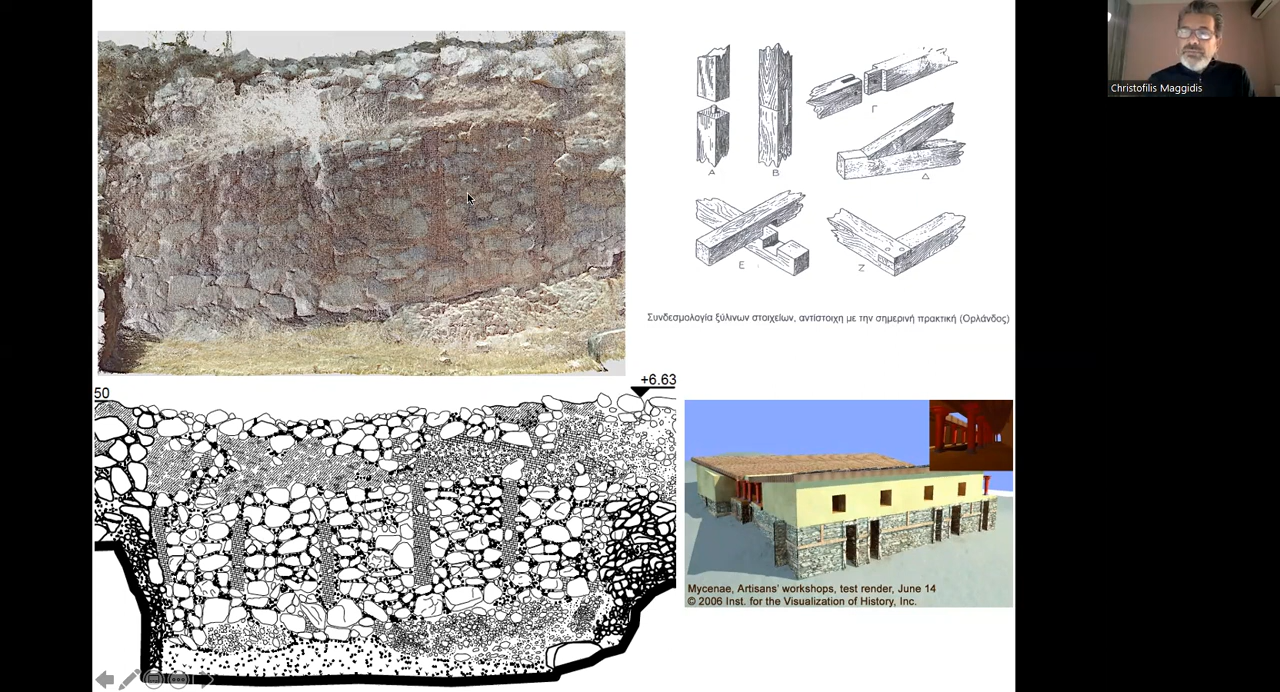 Christofilis Maggidis
Α
Β
Γ
Δ
Ε
Ζ
Συνδεσμολογία ξύλινων στοιχείων, αντίστοιχη με την σημερινή πρακτική (Ορλάνδος)
50
+6.63
Mycenae, Artisans' workshops, test render, June 14
© 2006 Inst. for the Visualization of History, Inc.